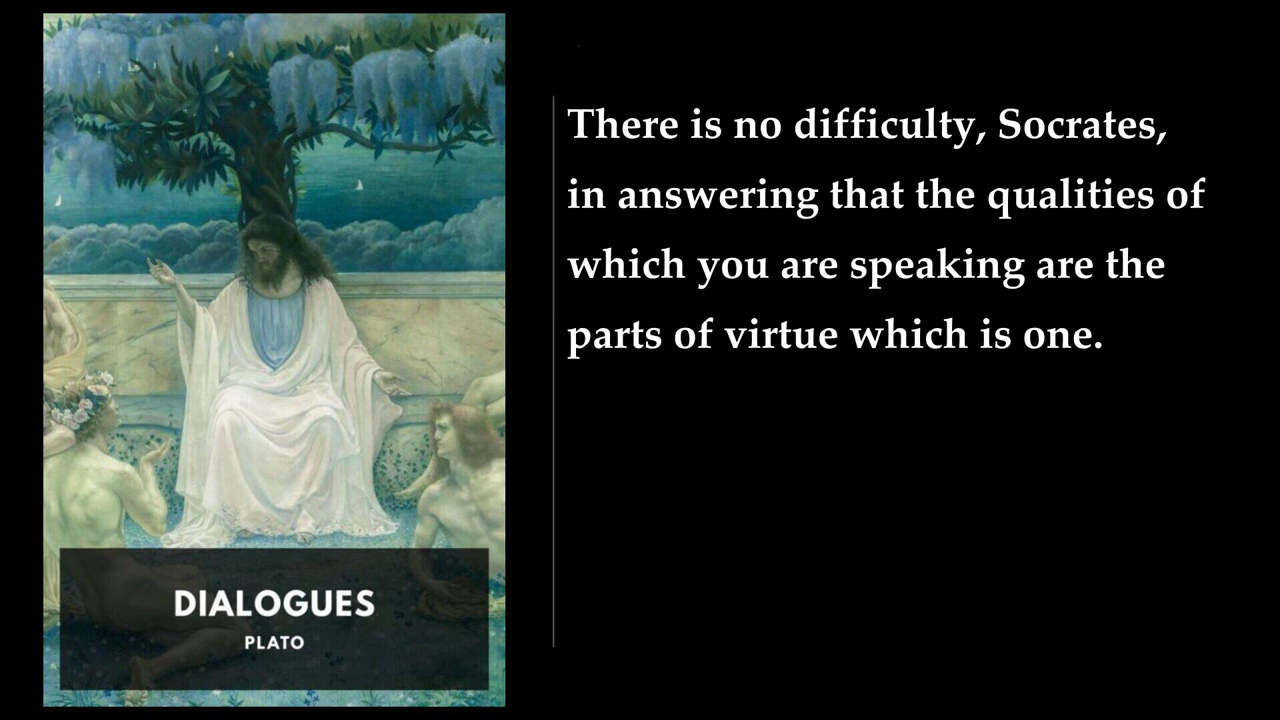 There is no difficulty, Socrates,
in answering that the qualities of
which you are speaking are the
parts of virtue which is one.
DIALOGUES
PLATO